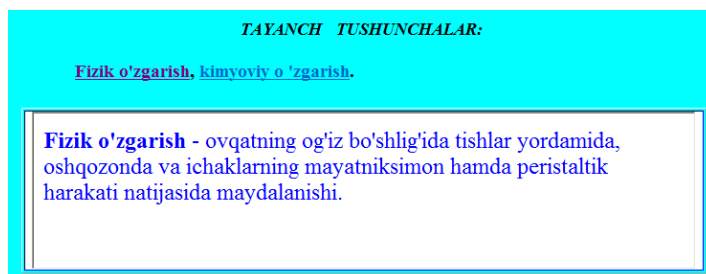 TAYANCH TUSHUNCHALAR:
Fizik o'zgarish, kimyoviy o 'zgarish.
Fizik o'zgarish - ovqatning og'iz bo'shlig'ida tishlar yordamida,
oshqozonda va ichaklarning mayatniksimon hamda peristaltik
harakati natijasida maydalanishi.